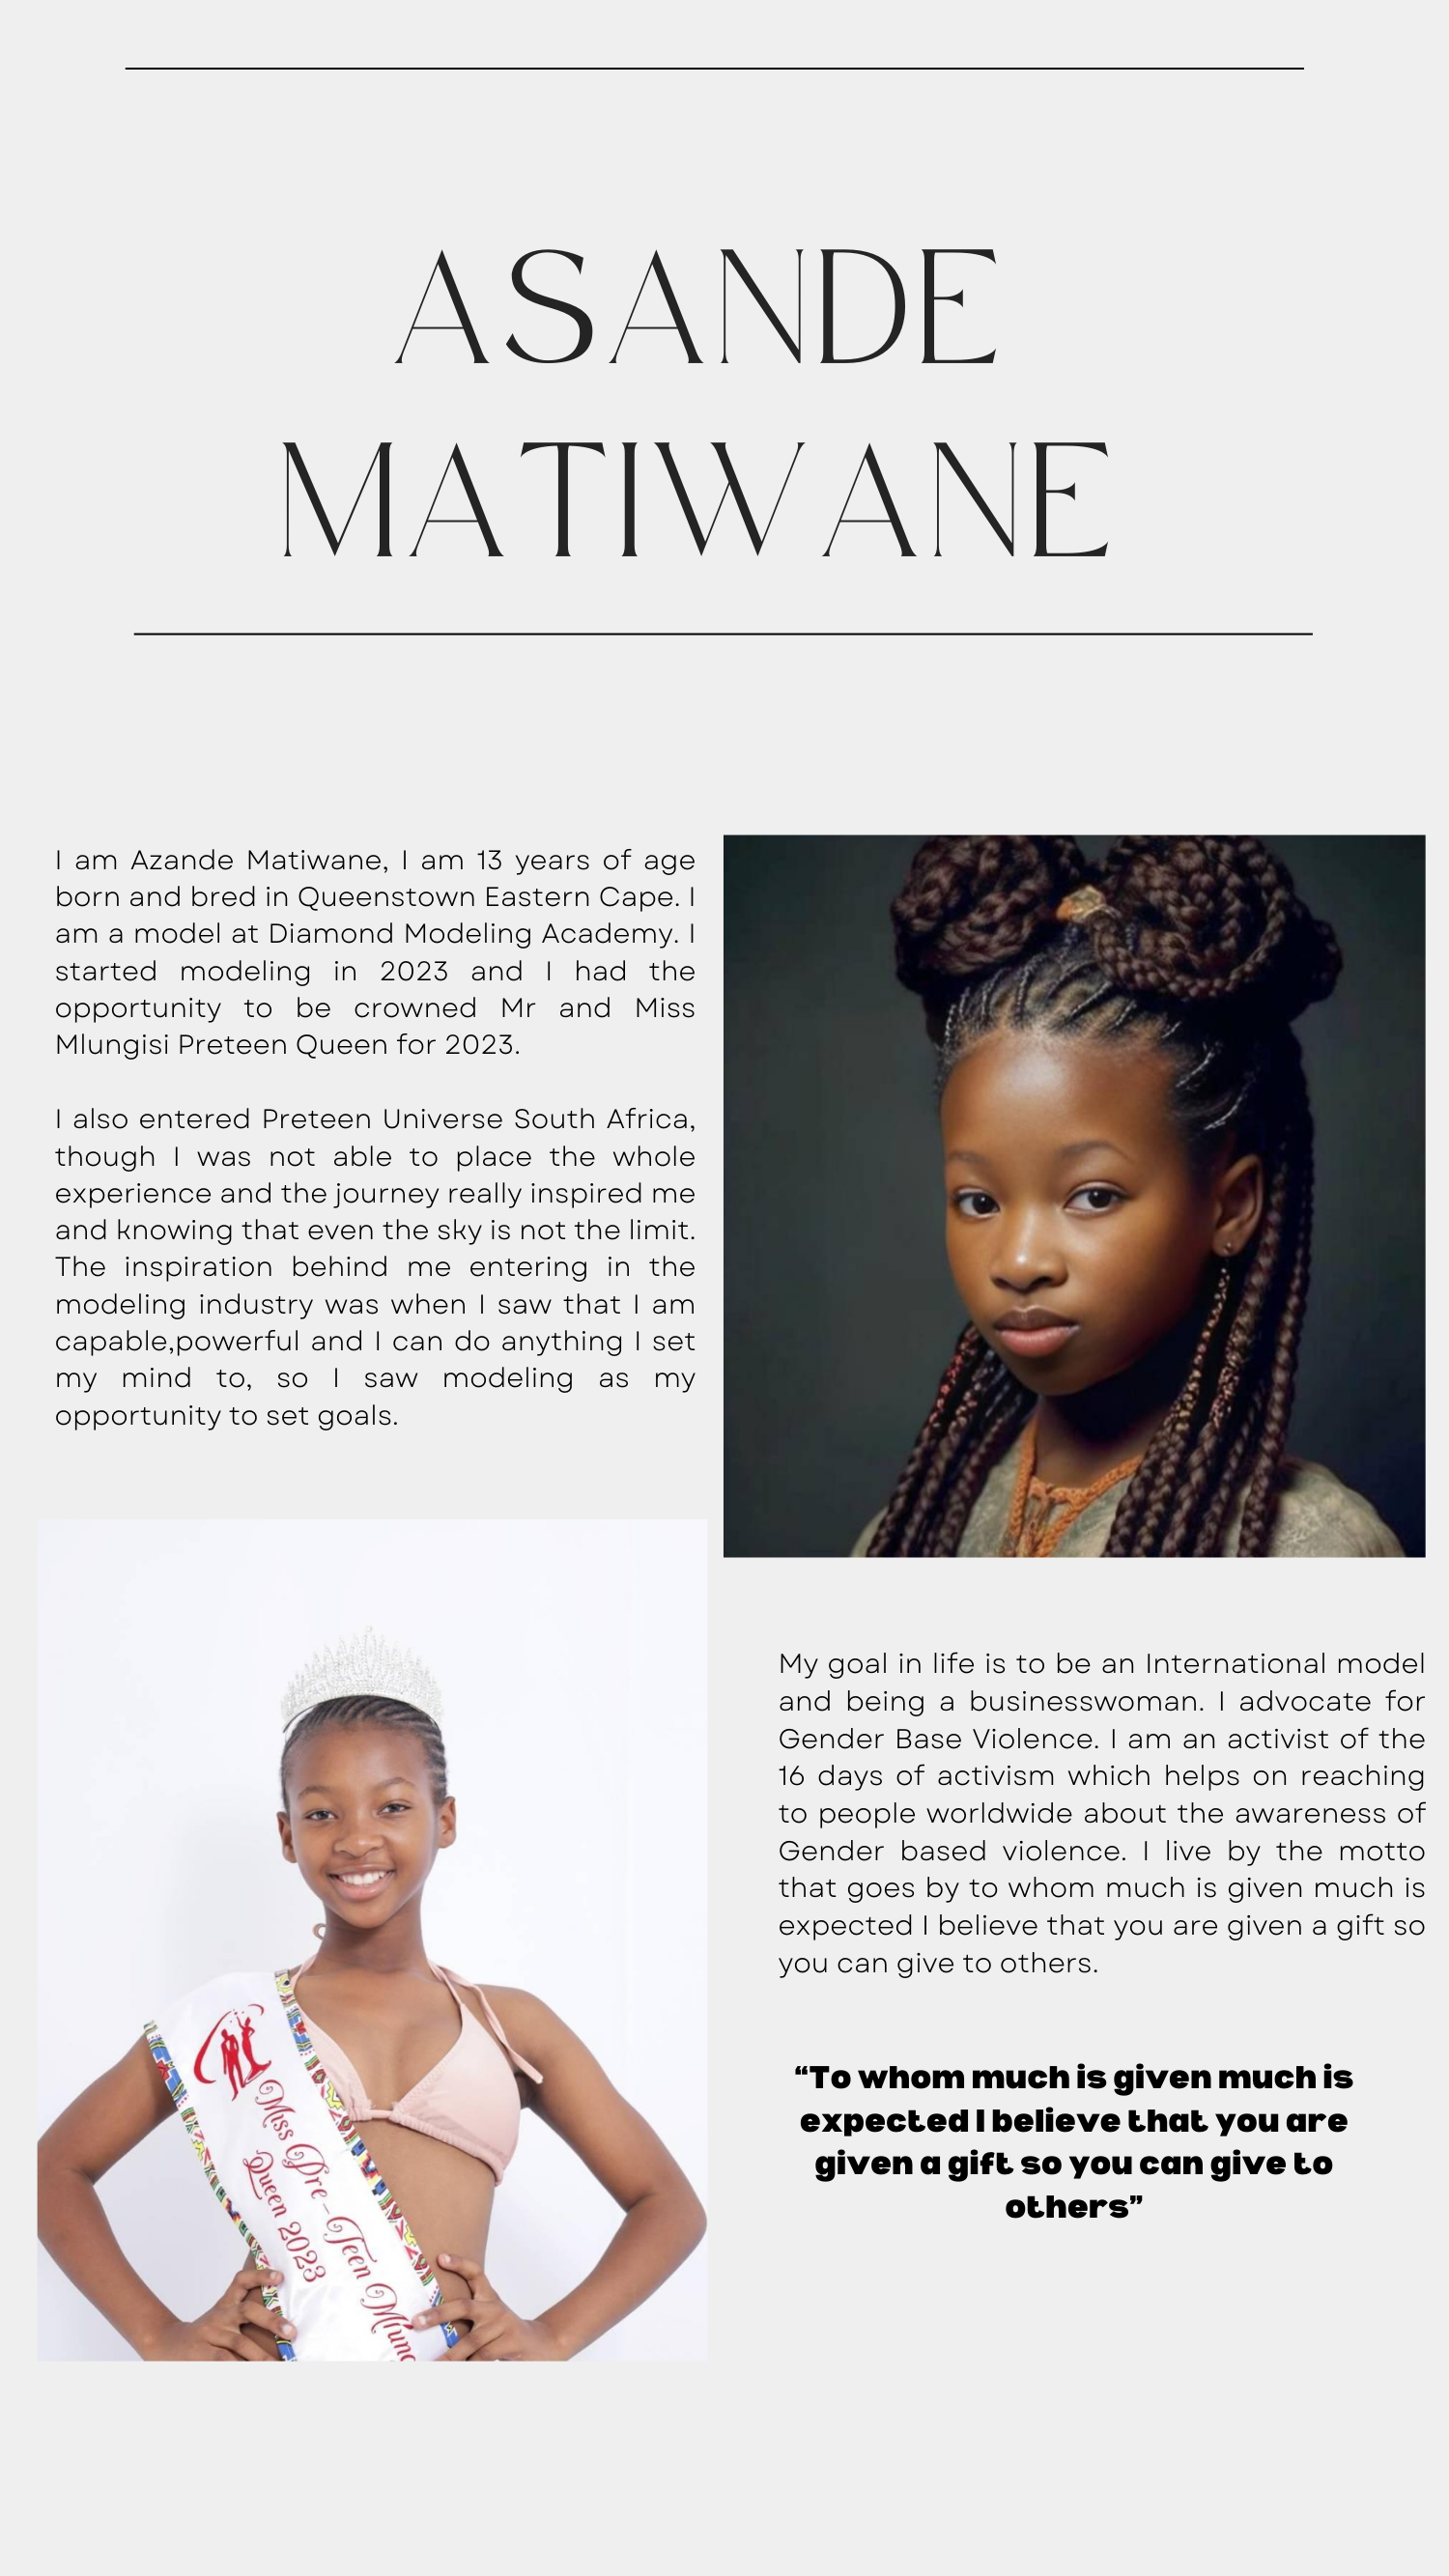 ASANDE
MATIWANE
I am Azande Matiwane, I am 13 years of age
born and bred in Queenstown Eastern Cape. I
am a model at Diamond Modeling Academy. I
started modeling in 2023 and I had the
opportunity to be crowned Mr and Miss
Mlungisi Preteen Queen for 2023.
I also entered Preteen Universe South Africa,
though I was not able to place the whole
experience and the journey really inspired me
and knowing that even the sky is not the limit.
The inspiration behind me entering in the
modeling industry was when I saw that I am
capable,powerful and I can do anything I set
my mind to, so I saw modeling as my
opportunity to set goals.
Miss Pre-Teen Mlung
Queen 2023
My goal in life is to be an International model
and being a businesswoman. I advocate for
Gender Base Violence. I am an activist of the
16 days of activism which helps on reaching
to people worldwide about the awareness of
Gender based violence. I live by the motto
that goes by to whom much is given much is
expected I believe that you are given a gift so
you can give to others.
“To whom much is given much is
expected I believe that you are
given a gift so you can give to
others”